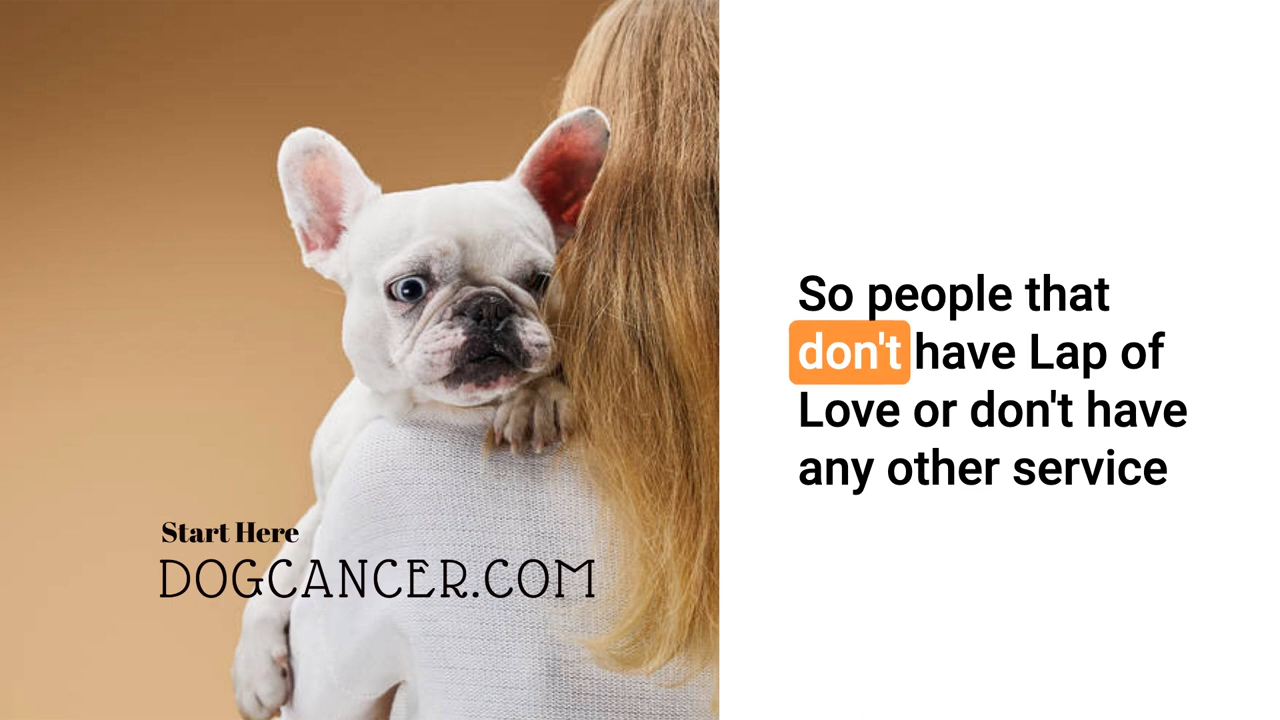 Start Here
DOGCANCER.COM
So people that
don't have Lap of
Love or don't have
any other service